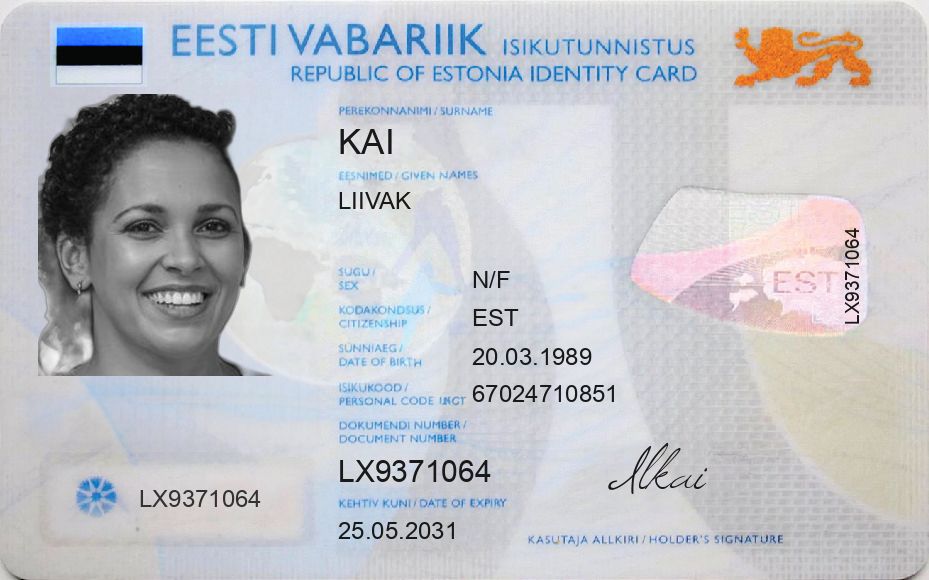 EESTI VABARIIK ISIKUTUNNISTUS
REPUBLIC OF ESTONIA IDENTITY CARD
PEREKONNANIMI / SURNAME
KAI
EESNIMED / GIVEN NAMES
LIIVAK
SUGU /
SEX
N/F
KODAKONDSUS /
CITIZENSHIP
EST
SÜNNIAEG /
DATE OF BIRTH
20.03.1989
ISIKUKOOD /
PERSONAL CODE
67024710851
DOKUMENDI NUMBER /
DOCUMENT NUMBER
LX9371064
KEHTIV KUNI / DATE OF EXPIRY
25.05.2031
LX9371064
EST
LX9371064
KASUTAJA ALLKIRI / HOLDER'S SIGNATURE